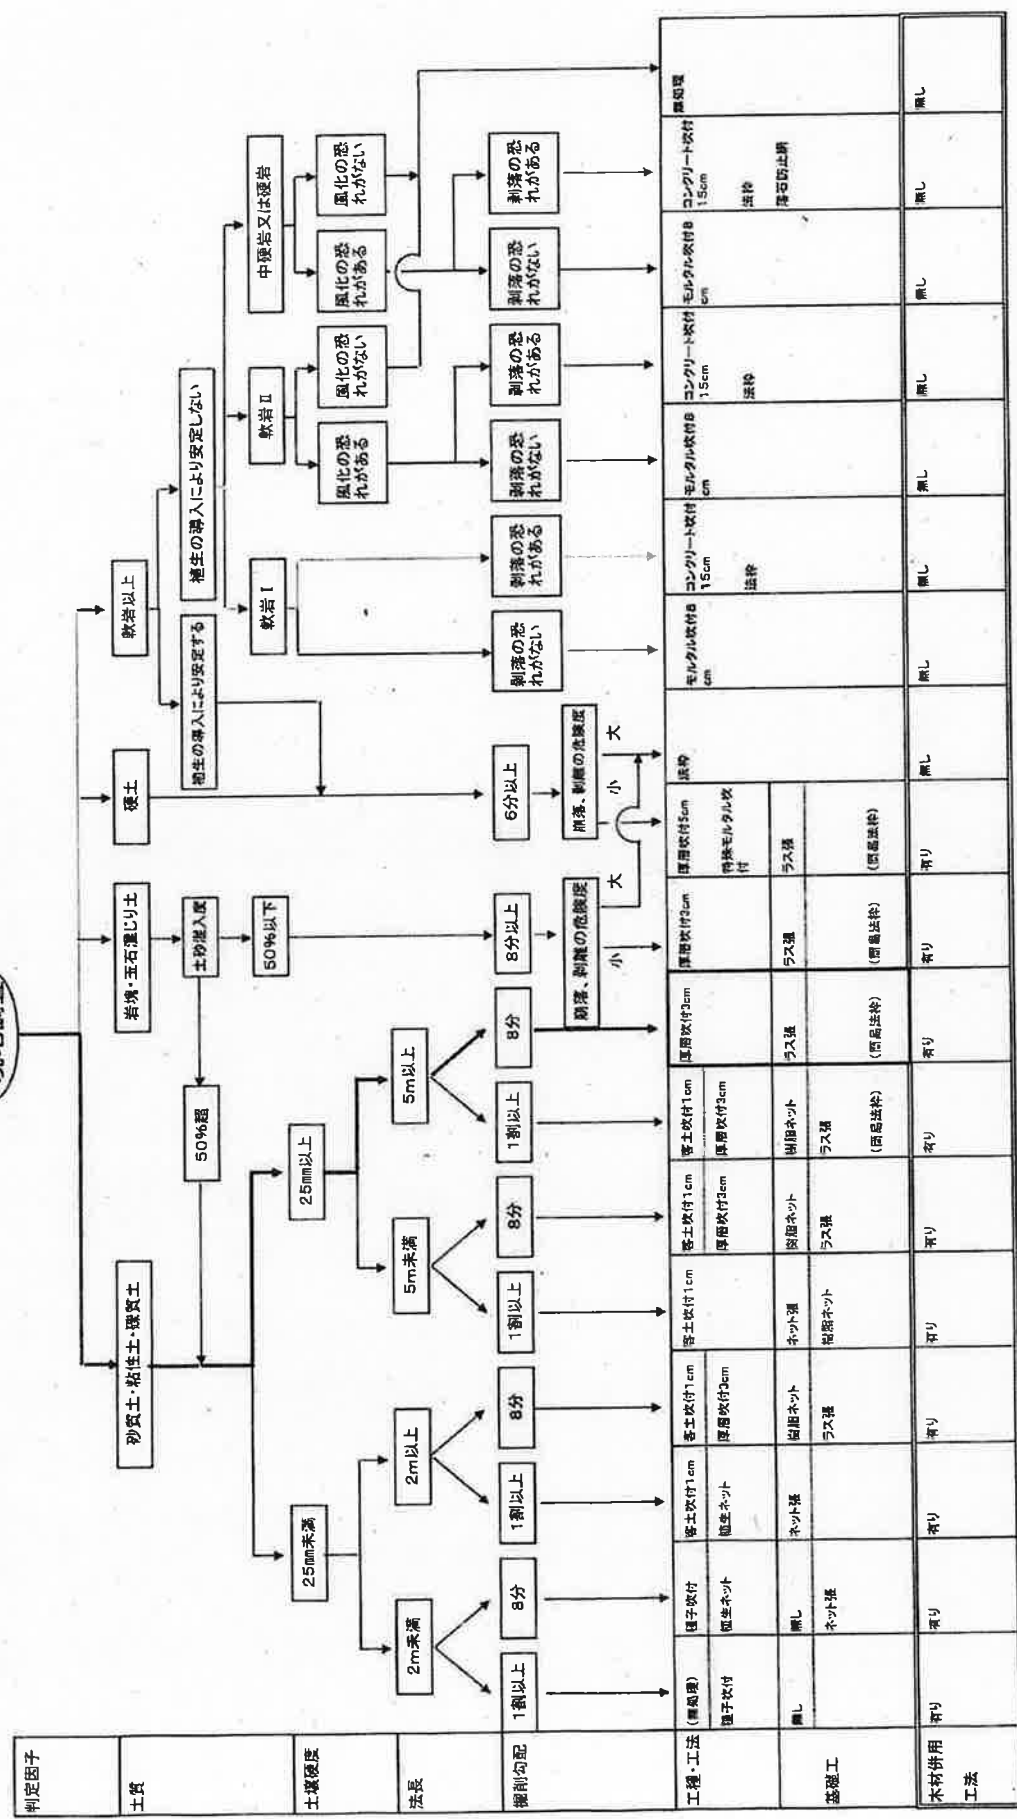 判定因子
土質
土壌硬度
法長
掘削勾配
工種・工法
基礎工
木材併用
工法
砂質土・粘性土・礫質土
岩塊・玉石混じり土
硬土
軟岩以上
土砂混入度
50%超
50%以下
植生の導入により安定する
植生の導入により安定しない
軟岩Ⅰ
軟岩Ⅱ
中硬岩又は硬岩
25mm未満
25mm以上
風化の恐
れがある
風化の恐
れがない
風化の恐
れがある
風化の恐
れがない
2m未満
2m以上
5m未満
5m以上
1割以上
8分
1割以上
8分
1割以上
8分
1割以上
8分
8分以上
6分以上
剥落の恐
れがない
剥落の恐
れがある
剥落の恐
れがない
剥落の恐
れがある
剥落の恐
れがない
剥落の恐
れがある
崩落、剥離の危険度
小
大
崩落、剥離の危険度
小
大
(無処理)
種子吹付
無し
有り
種子吹付
植生ネット
無し
ネット張
有り
客土吹付1cm
植生ネット
ネット張
有り
客土吹付1cm
厚層吹付3cm
樹脂ネット
ラス張
有り
客土吹付1cm
ネット張
樹脂ネット
有り
客土吹付1cm
厚層吹付3cm
樹脂ネット
ラス張
有り
客土吹付1cm
厚層吹付3cm
樹脂ネット
ラス張
(簡易法枠)
有り
厚層吹付3cm
ラス張
(簡易法枠)
有り
厚層吹付3cm
ラス張
(簡易法枠)
有り
厚層吹付5cm
特殊モルタル吹
付
ラス張
(簡易法枠)
有り
法枠
無し
モルタル吹付8
cm
無し
コンクリート吹付
15cm
法枠
無し
モルタル吹付8
cm
無し
コンクリート吹付
15cm
法枠
無し
モルタル吹付8
cm
無し
コンクリート吹付
15cm
法枠
落石防止網
無し
無処理
無し